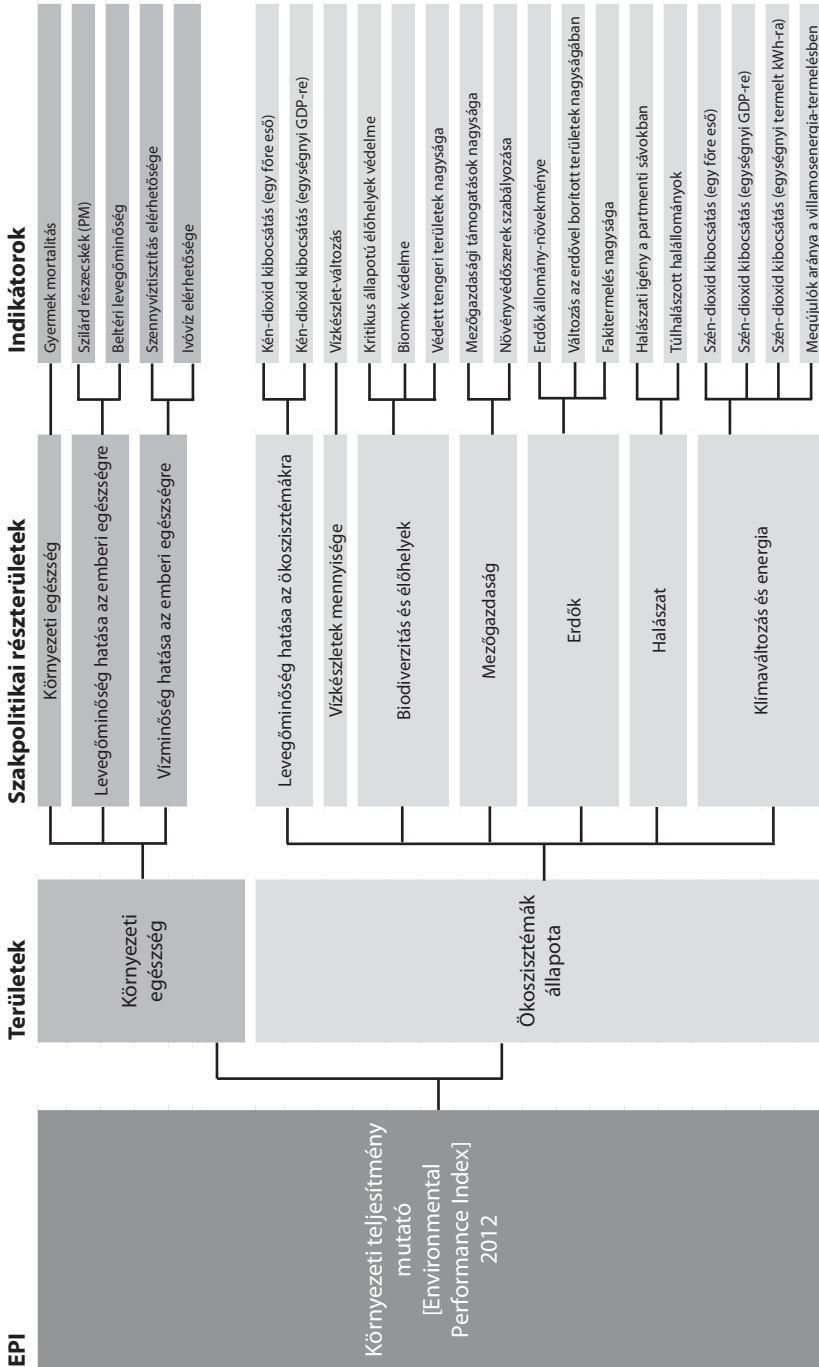 EPI
Területek
Szakpolitikai részterületek
Indikátorok
Környezeti teljesítmény
mutató
[Environmental
Performance Index]
2012
Környezeti
egészség
Ökoszisztémák
állapota
Környezeti egészség
Levegőminőség hatása az emberi egészségre
Vízminőség hatása az emberi egészségre
Levegőminőség hatása az ökoszisztémákra
Vízkészletek mennyisége
Biodiverzitás és élőhelyek
Mezőgazdaság
Erdők
Halászat
Klímaváltozás és energia
Gyermek mortalitás
Szilárd részecskék (PM)
Beltéri levegőminőség
Szennyvíztisztítás elérhetősége
Ivóvíz elérhetősége
Kén-dioxid kibocsátás (egy főre eső)
Kén-dioxid kibocsátás (egységnyi GDP-re)
Vízkészlet-változás
Kritikus állapotú élőhelyek védelme
Biomok védelme
Védett tengeri területek nagysága
Mezőgazdasági támogatások nagysága
Növényvédőszerek szabályozása
Erdők állomány-növekménye
Változás az erdővel borított területek nagyságában
Fakitermelés nagysága
Halászati igény a partmenti sávokban
Túlhalászott halállományok
Szén-dioxid kibocsátás (egy főre eső)
Szén-dioxid kibocsátás (egységnyi GDP-re)
Szén- dioxid kibocsátás (egységnyi termelt kWh-ra)
Megújulók aránya a villamosenergia-termelésben